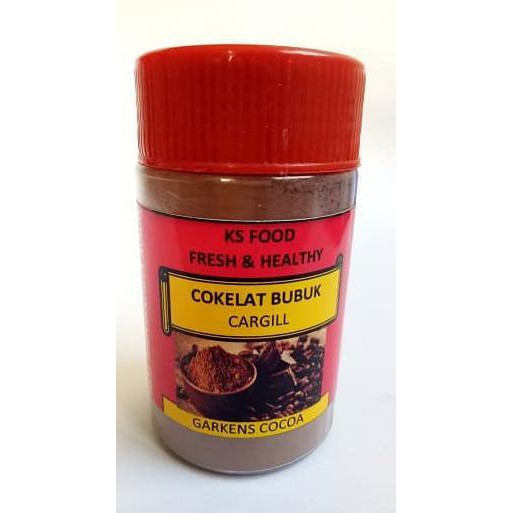 KS FOOD
FRESH & HEALTHY
COKELAT BUBUK
CARGILL
GARKENS COCOA